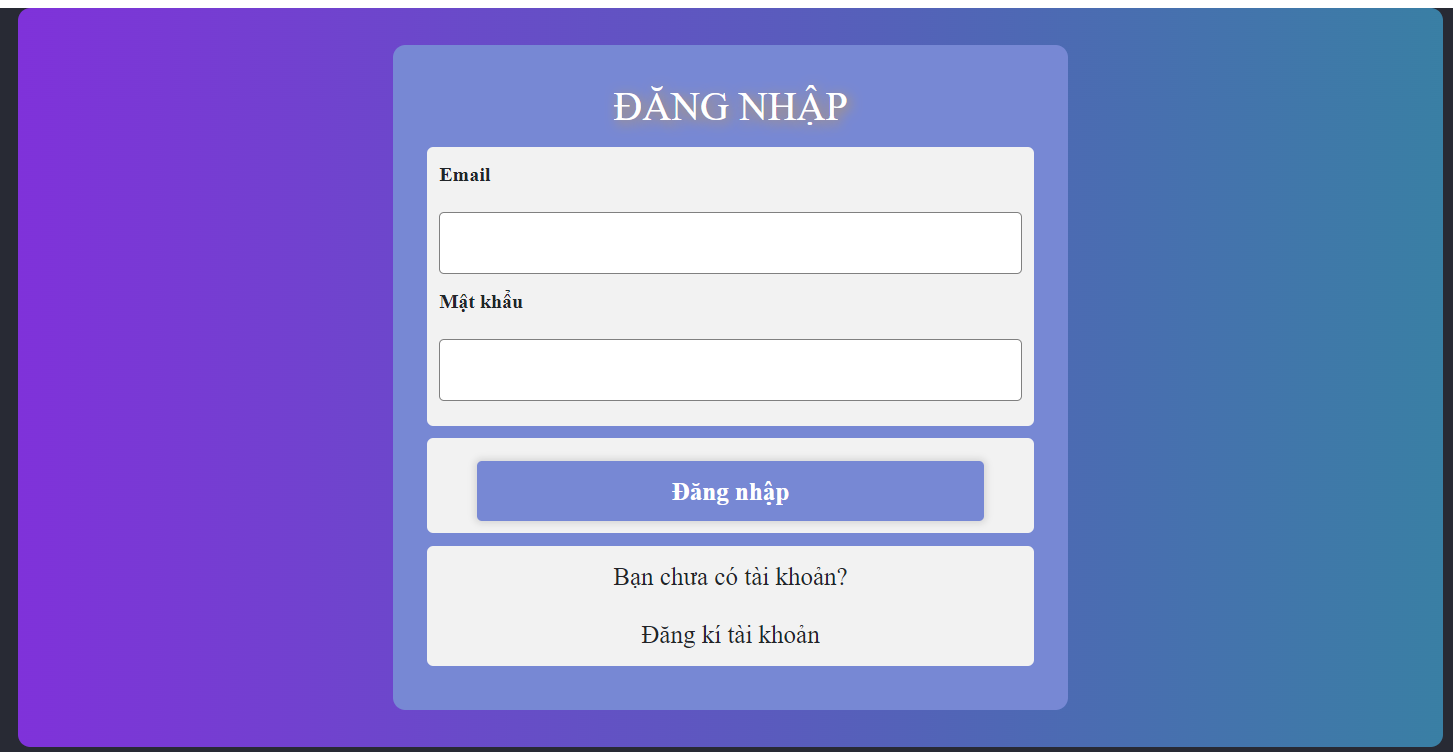 ĐĂNG NHẬP
Email
Mật khẩu
Đăng nhập
Bạn chưa có tài khoản?
Đăng kí tài khoản